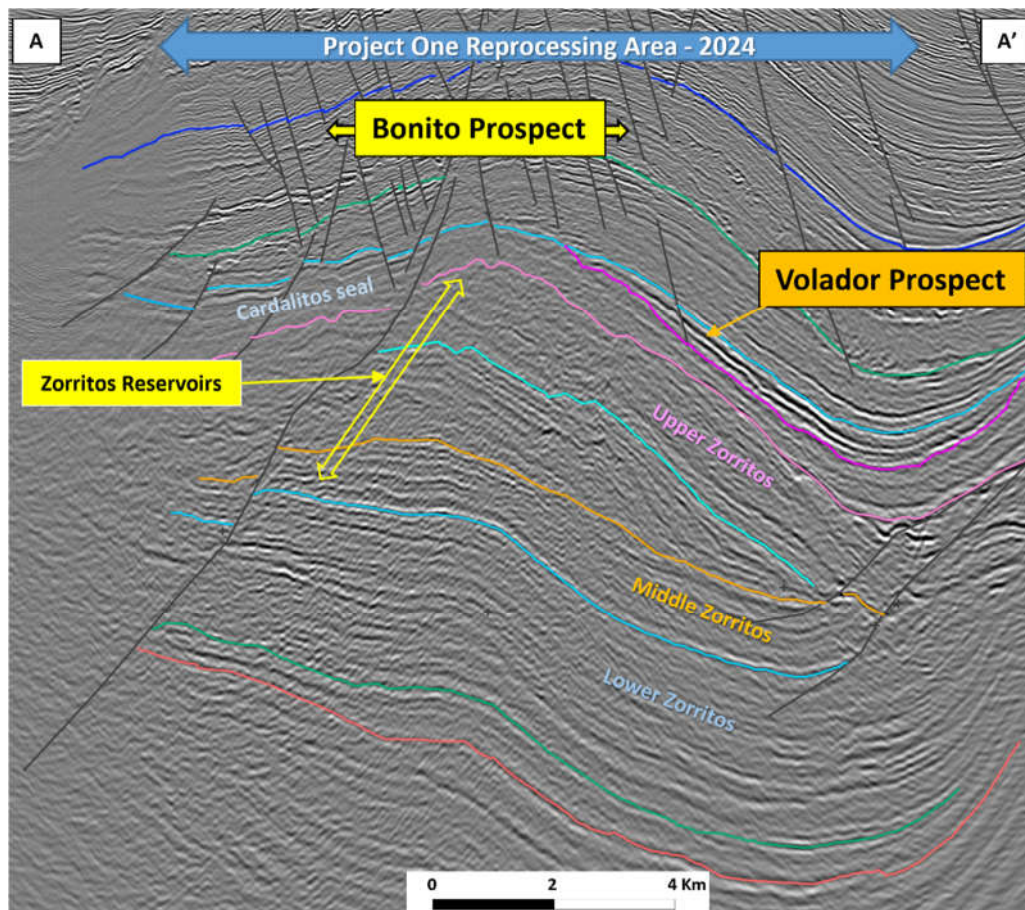 A
Project One Reprocessing Area - 2024
A'
Bonito Prospect
Volador Prospect
Cardalitos seal
Zorritos Reservoirs
Upper Zorritos
Middle Zorritos
Lower Zorritos
0 2 4 Km